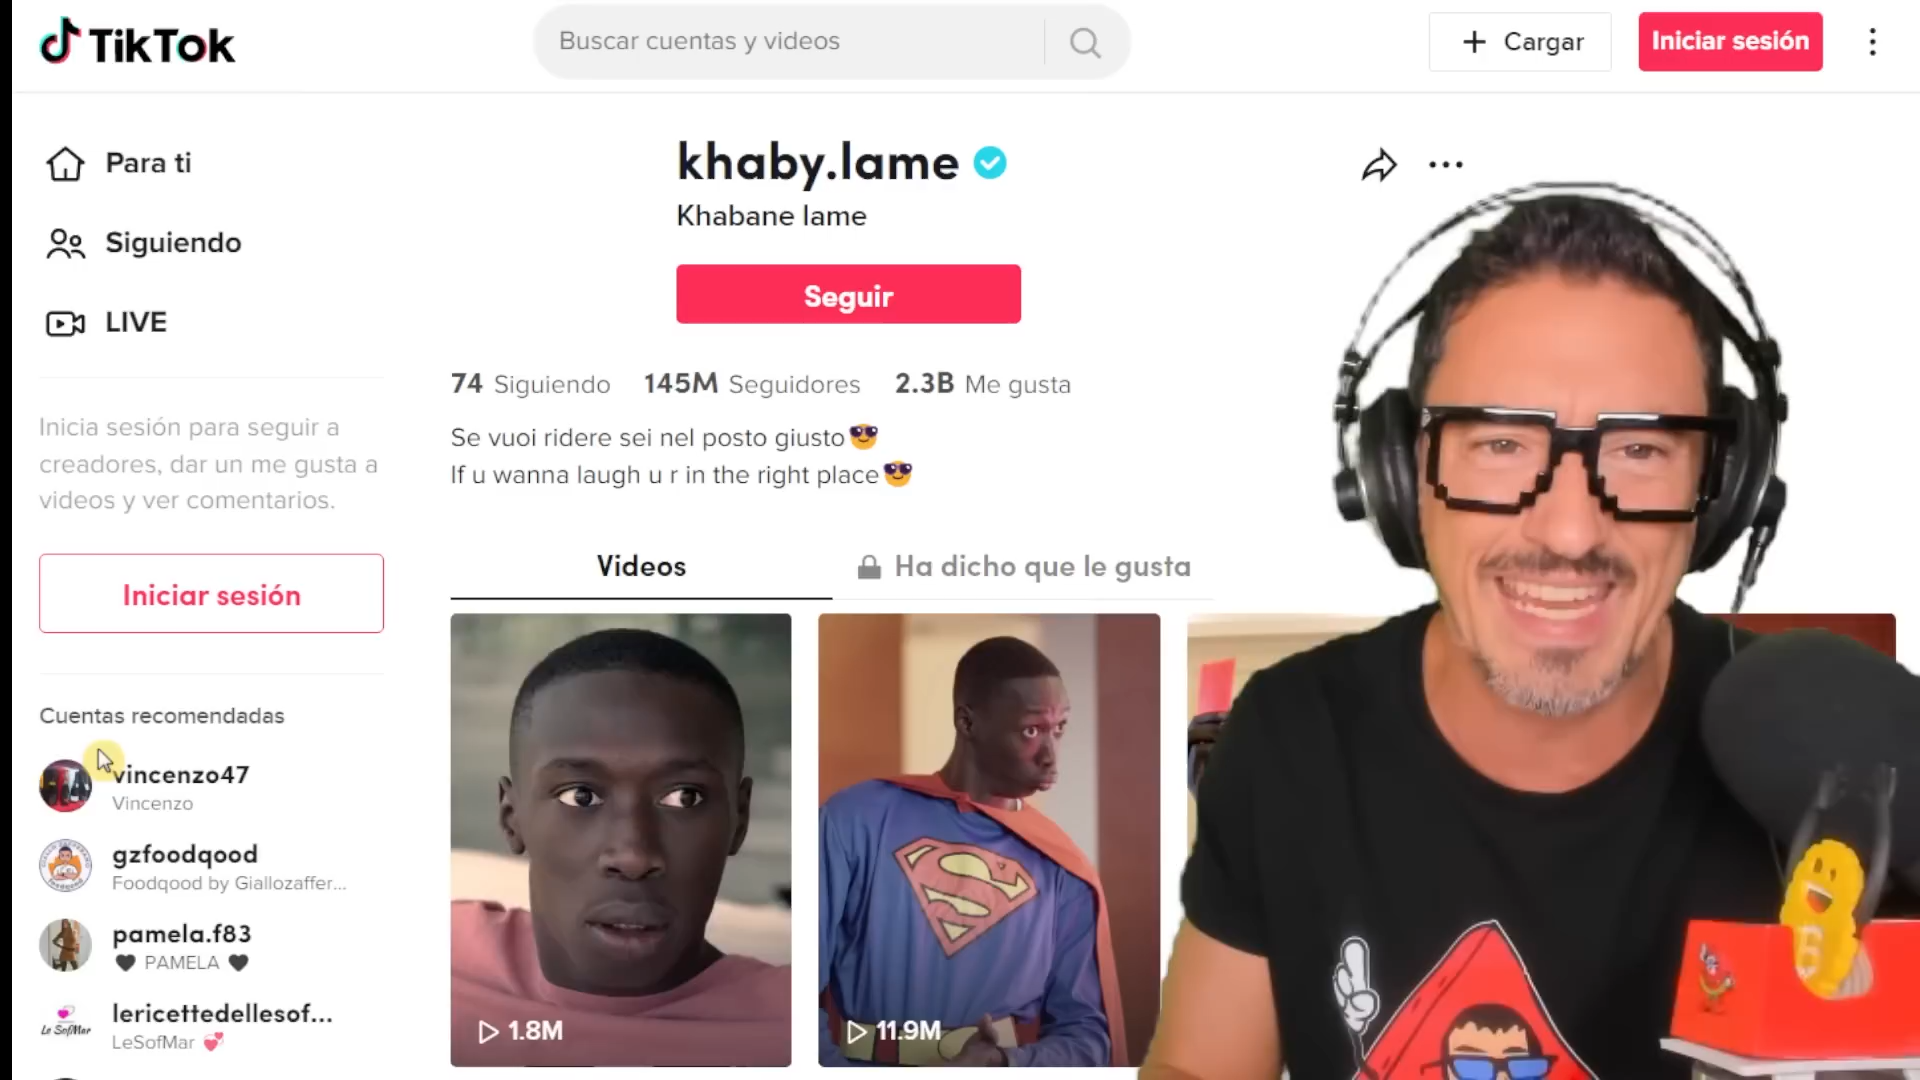 TikTok
Buscar cuentas y videos
Cargar
Iniciar sesión
Para ti
Siguiendo
LIVE
Inicia sesión para seguir a
creadores, dar un me gusta a
videos y ver comentarios.
Iniciar sesión
Cuentas recomendadas
vincenzo47
Vincenzo
gzfoodqood
Foodqood by Giallozaffer...
pamela.f83
🖤 PAMELA 🖤
lericettedellesof...
LeSofMar 💞
khaby.lame
Khabane lame
Seguir
74 Siguiendo 145M Seguidores 2.3B Me gusta
Se vuoi ridere sei nel posto giusto😎
If u wanna laugh u r in the right place😎
Videos
Ha dicho que le gusta
1.8M
11.9M
Le SofMar
S